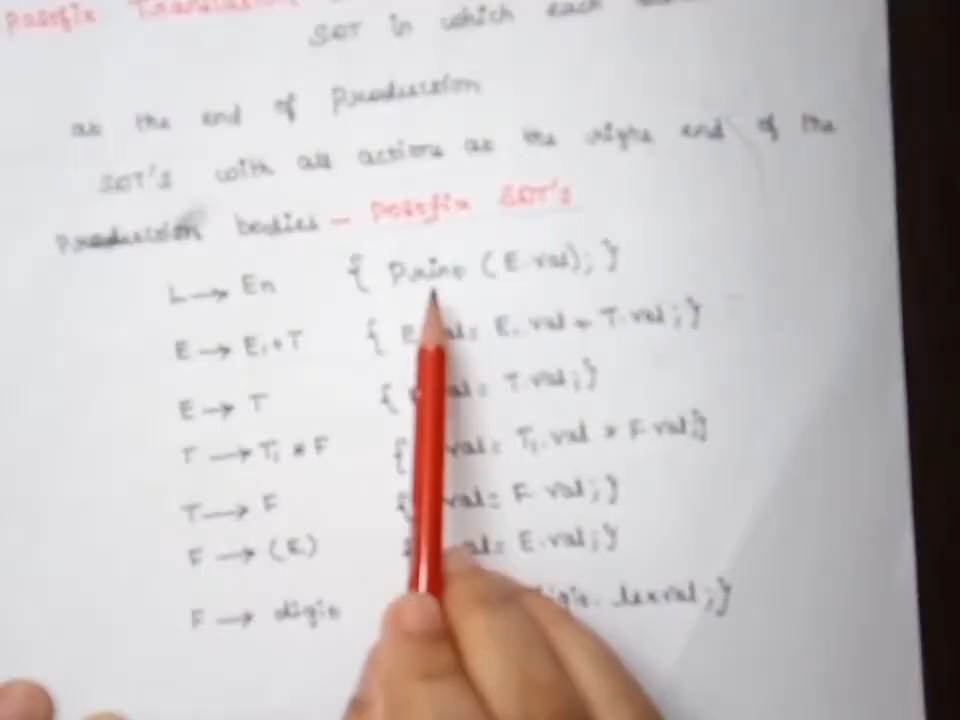 Postfix Translation
SDT in which each
at the end of production
SDT's with all actions at the right end of the
production bodies - Postfix SDT's
L → En { Print (E.val); }
E → E₁+T { E.val= E.val + T.val; }
E → T { val= T.val; }
T → T₁ * F { val= T₁.val * F.val; }
T → F { val= F.val; }
F → (E) { val= E.val; }
F → digit digit.lexval; }